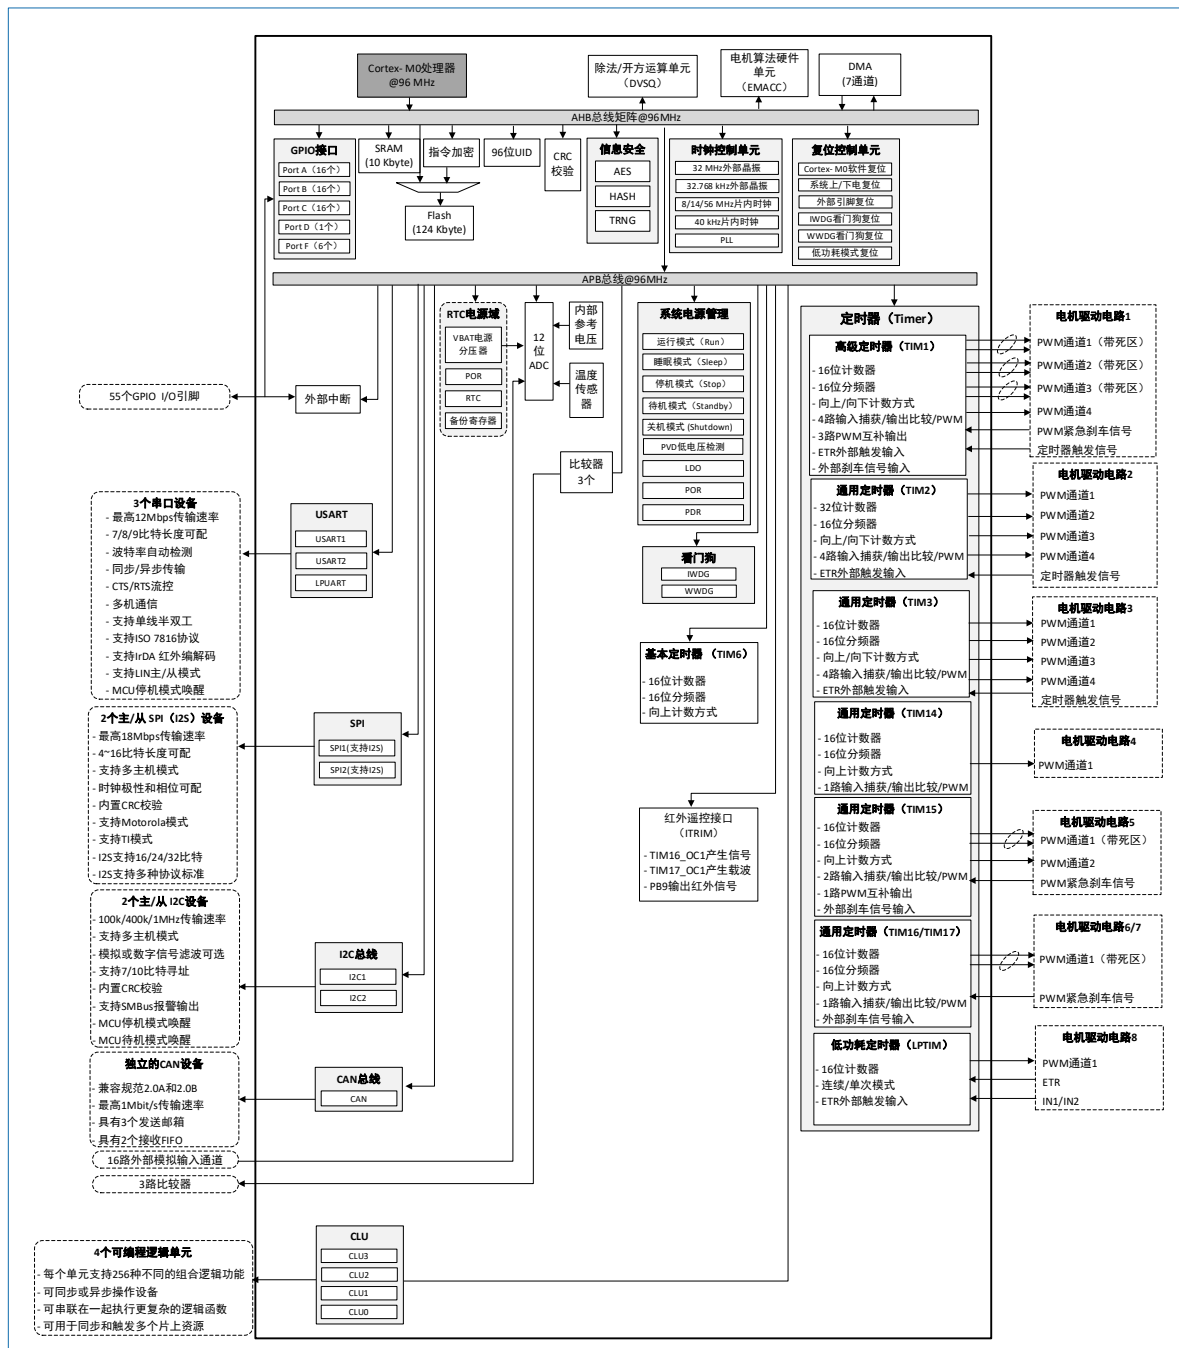 Cortex- M0处理器
@96 MHz
除法/开方运算单元
（DVSQ）
电机算法硬件
单元
（EMACC）
DMA
(7通道)
AHB总线矩阵@96MHz
GPIO接口
Port A（16个）
Port B（16个）
Port C（16个）
Port D（1个）
Port F（6个）
SRAM
(10 Kbyte)
指令加密
Flash
(124 Kbyte)
96位UID
CRC
校验
信息安全
AES
HASH
TRNG
时钟控制单元
32 MHz外部晶振
32.768 kHz外部晶振
8/14/56 MHz片内时钟
40 kHz片内时钟
PLL
复位控制单元
Cortex- M0软件复位
系统上/下电复位
外部引脚复位
IWDG看门狗复位
WWDG看门狗复位
低功耗模式复位
APB总线@96MHz
55个GPIO I/O引脚
外部中断
RTC电源域
VBAT电源
分压器
POR
RTC
备份寄存器
12
位
ADC
内部
参考
电压
温度
传感器
比较器
3个
系统电源管理
运行模式（Run）
睡眠模式（Sleep）
停机模式（Stop）
待机模式（Standby）
关机模式 (Shutdown)
PVD低电压检测
LDO
POR
PDR
看门狗
IWDG
WWDG
基本定时器 （TIM6）
- 16位计数器
- 16位分频器
- 向上计数方式
红外遥控接口
（ITRIM）
- TIM16_OC1产生信号
- TIM17_OC1产生载波
- PB9输出红外信号
3个串口设备
- 最高12Mbps传输速率
- 7/8/9比特长度可配
- 波特率自动检测
- 同步/异步传输
- CTS/RTS流控
- 多机通信
- 支持单线半双工
- 支持ISO 7816协议
- 支持IrDA 红外编解码
- 支持LIN主/从模式
- MCU停机模式唤醒
USART
USART1
USART2
LPUART
2个主/从 SPI（I2S）设备
- 最高18Mbps传输速率
- 4~16比特长度可配
- 支持多主机模式
- 时钟极性和相位可配
- 内置CRC校验
- 支持Motorola模式
- 支持TI模式
- I2S支持16/24/32比特
- I2S支持多种协议标准
SPI
SPI1(支持I2S)
SPI2(支持I2S)
2个主/从 I2C设备
- 100k/400k/1MHz传输速率
- 支持多主机模式
- 模拟或数字信号滤波可选
- 支持7/10比特寻址
- 内置CRC校验
- 支持SMBus报警输出
- MCU停机模式唤醒
- MCU待机模式唤醒
I2C总线
I2C1
I2C2
独立的CAN设备
- 兼容规范2.0A和2.0B
- 最高1Mbit/s传输速率
- 具有3个发送邮箱
- 具有2个接收FIFO
CAN总线
CAN
16路外部模拟输入通道
3路比较器
4个可编程逻辑单元
- 每个单元支持256种不同的组合逻辑功能
- 可同步或异步操作设备
- 可串联在一起执行更复杂的逻辑函数
- 可用于同步和触发多个片上资源
CLU
CLU3
CLU2
CLU1
CLU0
定时器（Timer）
高级定时器（TIM1）
- 16位计数器
- 16位分频器
- 向上/向下计数方式
- 4路输入捕获/输出比较/PWM
- 3路PWM互补输出
- ETR外部触发输入
- 外部刹车信号输入
通用定时器（TIM2）
- 32位计数器
- 16位分频器
- 向上/向下计数方式
- 4路输入捕获/输出比较/PWM
- ETR外部触发输入
通用定时器（TIM3）
- 16位计数器
- 16位分频器
- 向上/向下计数方式
- 4路输入捕获/输出比较/PWM
- ETR外部触发输入
通用定时器（TIM14）
- 16位计数器
- 16位分频器
- 向上计数方式
- 1路输入捕获/输出比较/PWM
通用定时器（TIM15）
- 16位计数器
- 16位分频器
- 向上计数方式
- 2路输入捕获/输出比较/PWM
- 1路PWM互补输出
- 外部刹车信号输入
通用定时器（TIM16/TIM17）
- 16位计数器
- 16位分频器
- 向上计数方式
- 1路输入捕获/输出比较/PWM
- 外部刹车信号输入
低功耗定时器（LPTIM）
- 16位计数器
- 连续/单次模式
- ETR外部触发输入
电机驱动电路1
PWM通道1（带死区）
PWM通道2（带死区）
PWM通道3（带死区）
PWM通道4
PWM紧急刹车信号
定时器触发信号
电机驱动电路2
PWM通道1
PWM通道2
PWM通道3
PWM通道4
定时器触发信号
电机驱动电路3
PWM通道1
PWM通道2
PWM通道3
PWM通道4
定时器触发信号
电机驱动电路4
PWM通道1
电机驱动电路5
PWM通道1（带死区）
PWM通道2
PWM紧急刹车信号
电机驱动电路6/7
PWM通道1（带死区）
PWM紧急刹车信号
电机驱动电路8
PWM通道1
ETR
IN1/IN2